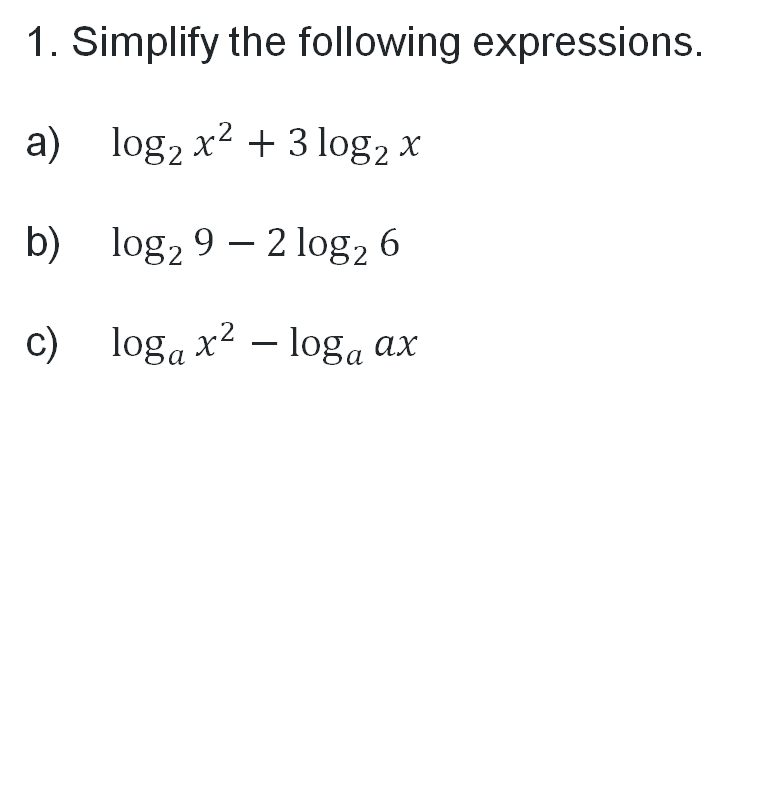 1. Simplify the following expressions.
a) log₂ x² + 3 log₂ x
b) log₂ 9 − 2 log₂ 6
c) logₐ x² − logₐ ax